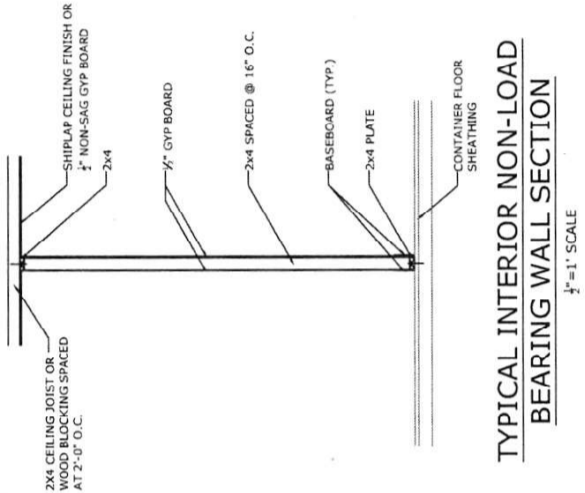 2X4 CEILING JOIST OR
WOOD BLOCKING SPACED
AT 2'-0" O.C.
SHIPLAP CEILING FINISH OR
½" NON-SAG GYP BOARD
2x4
½" GYP BOARD
2x4 SPACED @ 16" O.C.
BASEBOARD (TYP.)
2x4 PLATE
CONTAINER FLOOR
SHEATHING
TYPICAL INTERIOR NON-LOAD
BEARING WALL SECTION
½"=1' SCALE